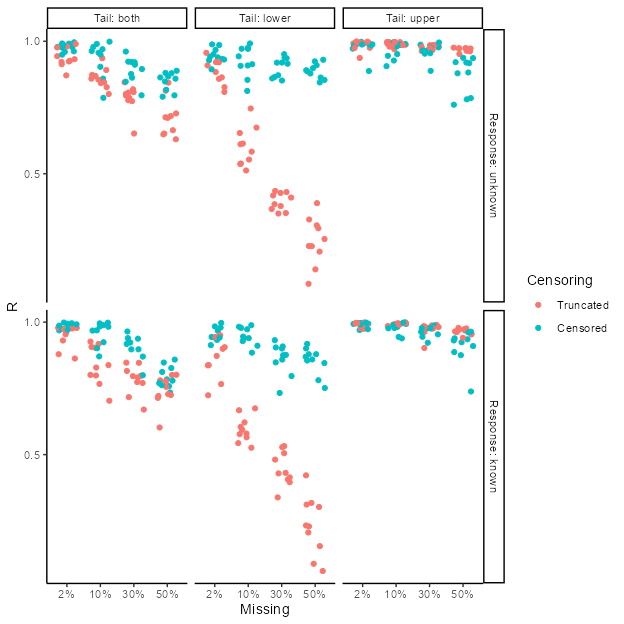 Tail: both
Tail: lower
Tail: upper
1.0
0.5
Response: unknown
R
1.0
0.5
Response: known
2%
10%
30%
50%
2%
10%
30%
50%
2%
10%
30%
50%
Missing
Censoring
Truncated
Censored